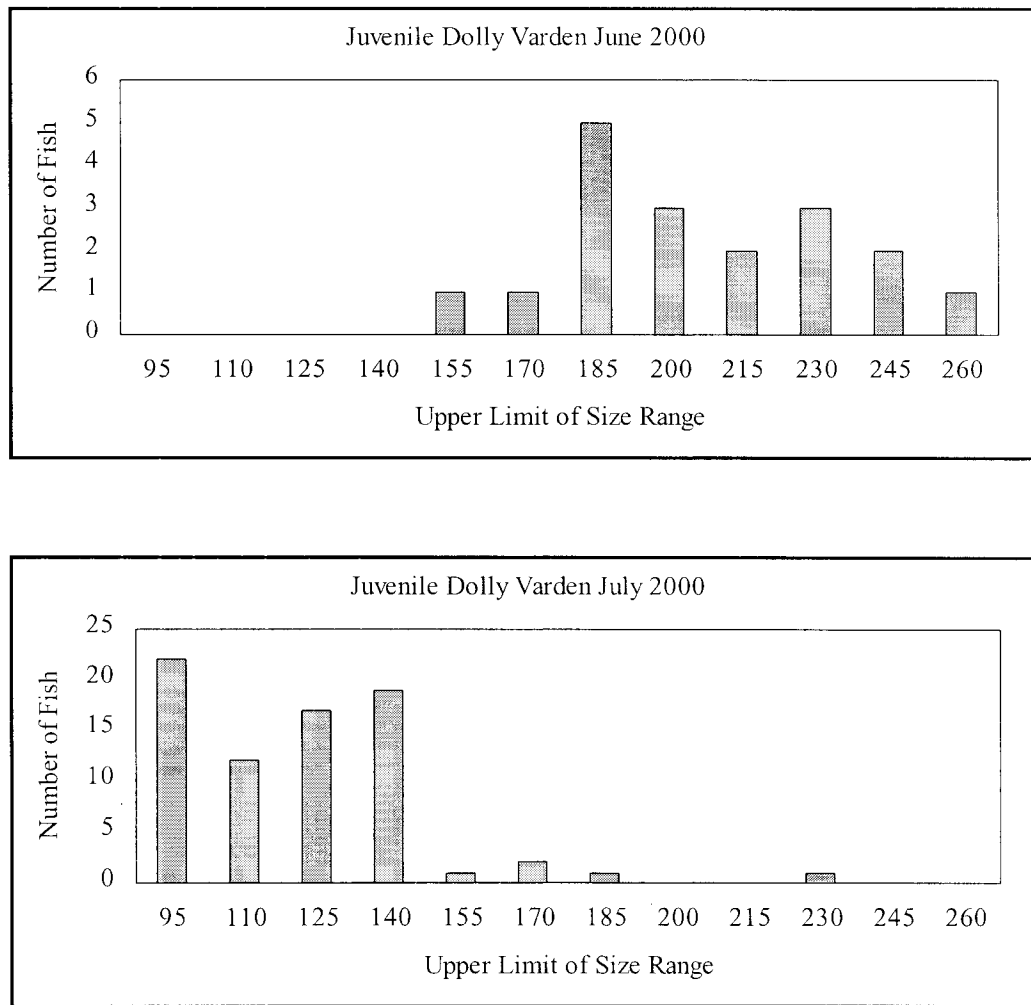 Juvenile Dolly Varden June 2000
Number of Fish
6
5
4
3
2
1
0
95 110 125 140 155 170 185 200 215 230 245 260
Upper Limit of Size Range
Juvenile Dolly Varden July 2000
Number of Fish
25
20
15
10
5
0
95 110 125 140 155 170 185 200 215 230 245 260
Upper Limit of Size Range